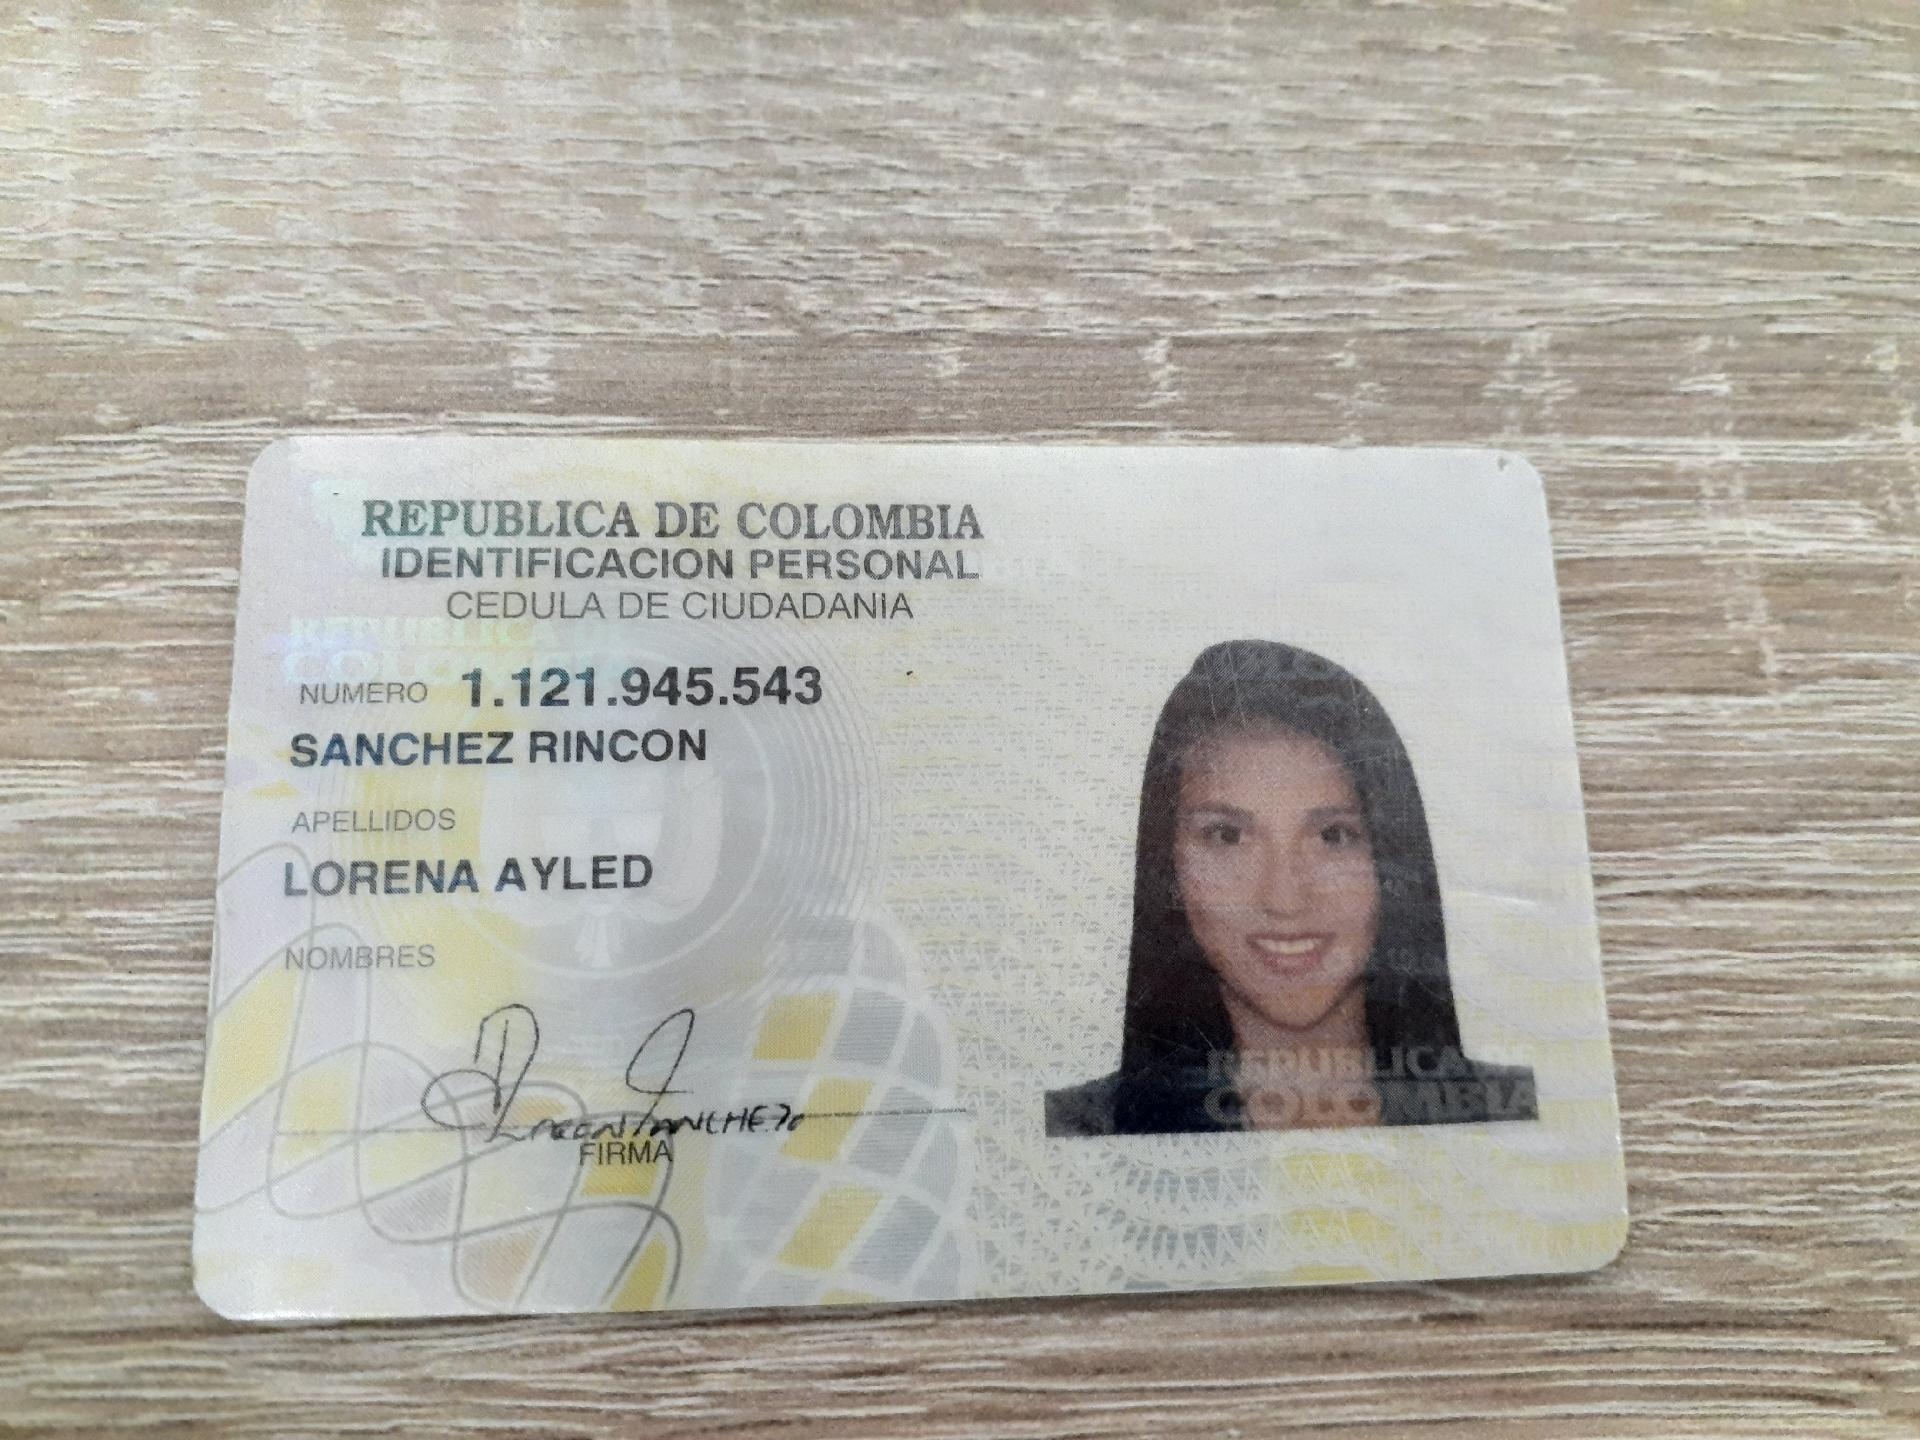 REPUBLICA DE COLOMBIA
IDENTIFICACION PERSONAL
CEDULA DE CIUDADANIA
NUMERO 1.121.945.543
SANCHEZ RINCON
APELLIDOS
LORENA AYLED
NOMBRES
FIRMA
REPUBLICA DE
COLOMBIA